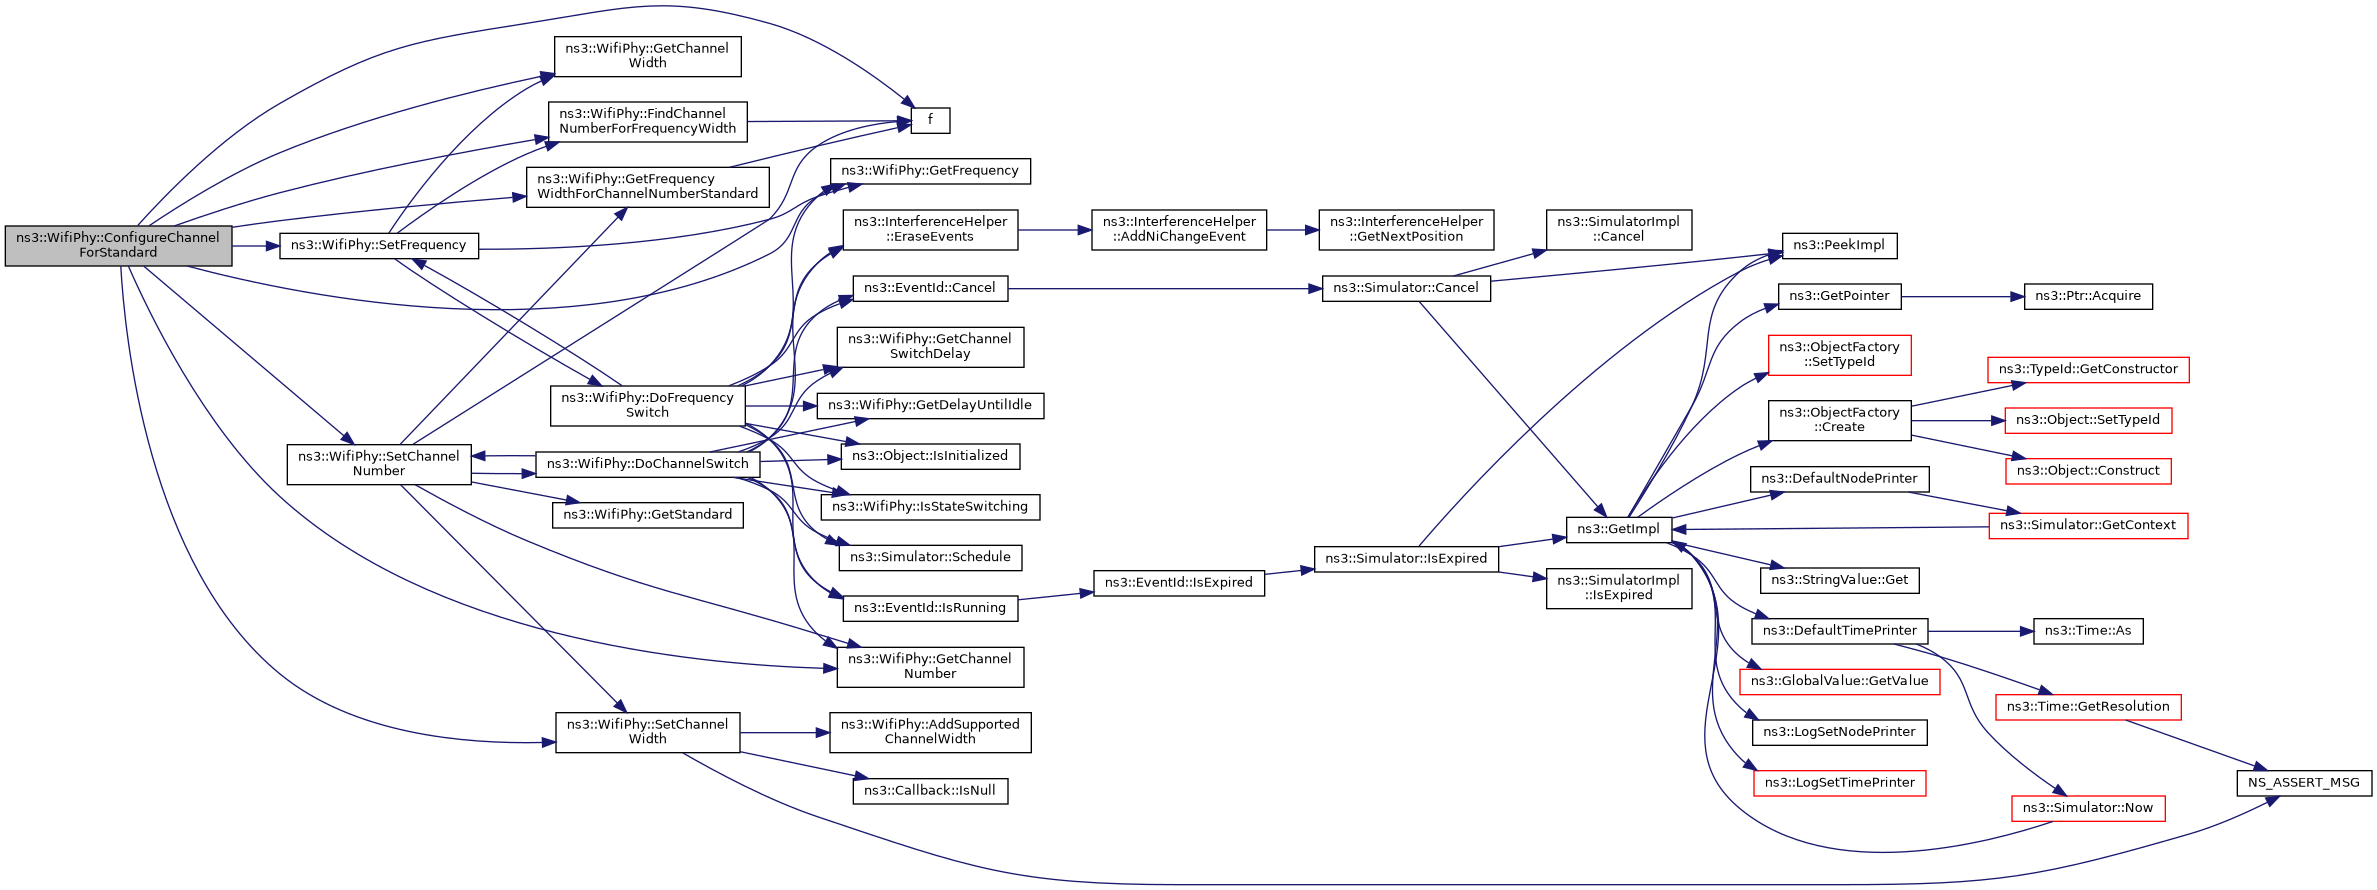 ns3::WifiPhy::ConfigureChannel
ForStandard
ns3::WifiPhy::GetChannel
Width
ns3::WifiPhy::FindChannel
NumberForFrequencyWidth
ns3::WifiPhy::GetFrequency
WidthForChannelNumberStandard
ns3::WifiPhy::SetFrequency
ns3::WifiPhy::SetChannel
Number
ns3::WifiPhy::DoFrequency
Switch
ns3::WifiPhy::DoChannelSwitch
ns3::WifiPhy::GetStandard
ns3::WifiPhy::SetChannel
Width
f
ns3::WifiPhy::GetFrequency
ns3::InterferenceHelper
::EraseEvents
ns3::EventId::Cancel
ns3::WifiPhy::GetChannel
SwitchDelay
ns3::WifiPhy::GetDelayUntilIdle
ns3::Object::IsInitialized
ns3::WifiPhy::IsStateSwitching
ns3::Simulator::Schedule
ns3::EventId::IsRunning
ns3::WifiPhy::GetChannel
Number
ns3::WifiPhy::AddSupported
ChannelWidth
ns3::Callback::IsNull
ns3::InterferenceHelper
::AddNiChangeEvent
ns3::EventId::IsExpired
ns3::InterferenceHelper
::GetNextPosition
ns3::Simulator::Cancel
ns3::Simulator::IsExpired
ns3::SimulatorImpl
::Cancel
ns3::GetImpl
ns3::SimulatorImpl
::IsExpired
ns3::PeekImpl
ns3::GetPointer
ns3::ObjectFactory
::SetTypeId
ns3::ObjectFactory
::Create
ns3::DefaultNodePrinter
ns3::StringValue::Get
ns3::DefaultTimePrinter
ns3::GlobalValue::GetValue
ns3::LogSetNodePrinter
ns3::LogSetTimePrinter
ns3::Ptr::Acquire
ns3::TypeId::GetConstructor
ns3::Object::SetTypeId
ns3::Object::Construct
ns3::Simulator::GetContext
ns3::Time::As
ns3::Time::GetResolution
ns3::Simulator::Now
NS_ASSERT_MSG